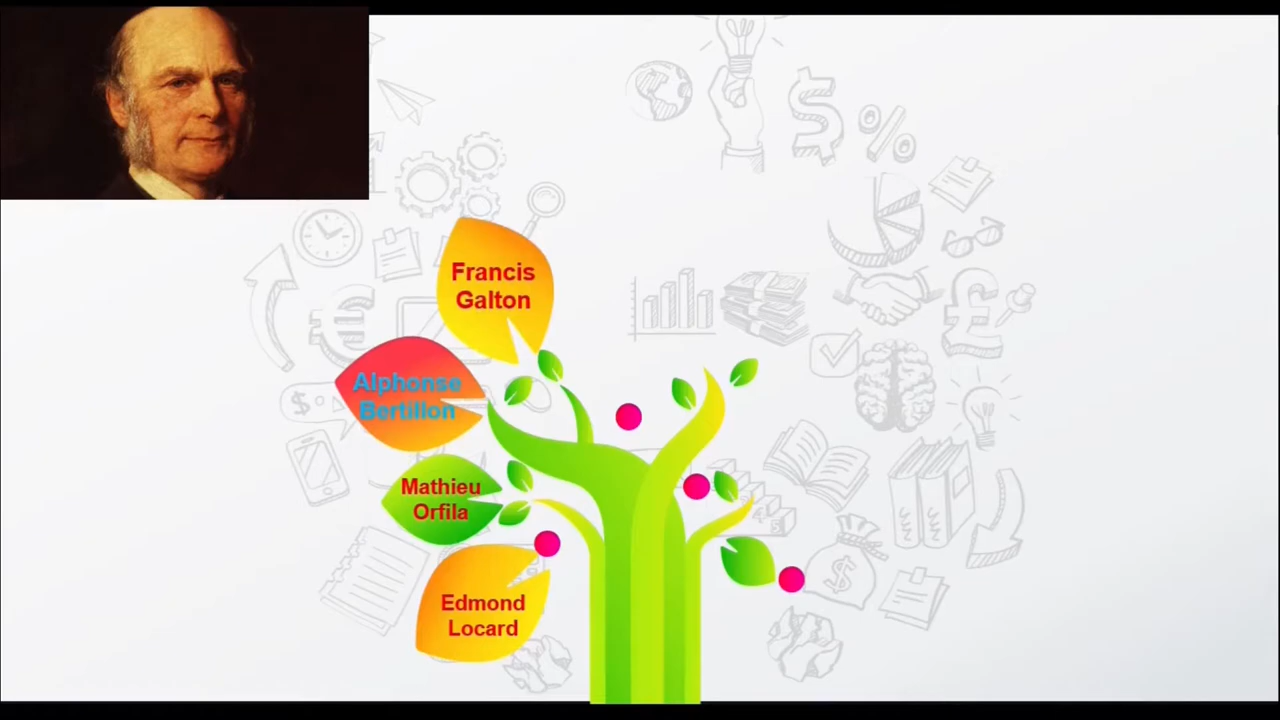 Francis
Galton
Alphonse
Bertillon
Mathieu
Orfila
Edmond
Locard